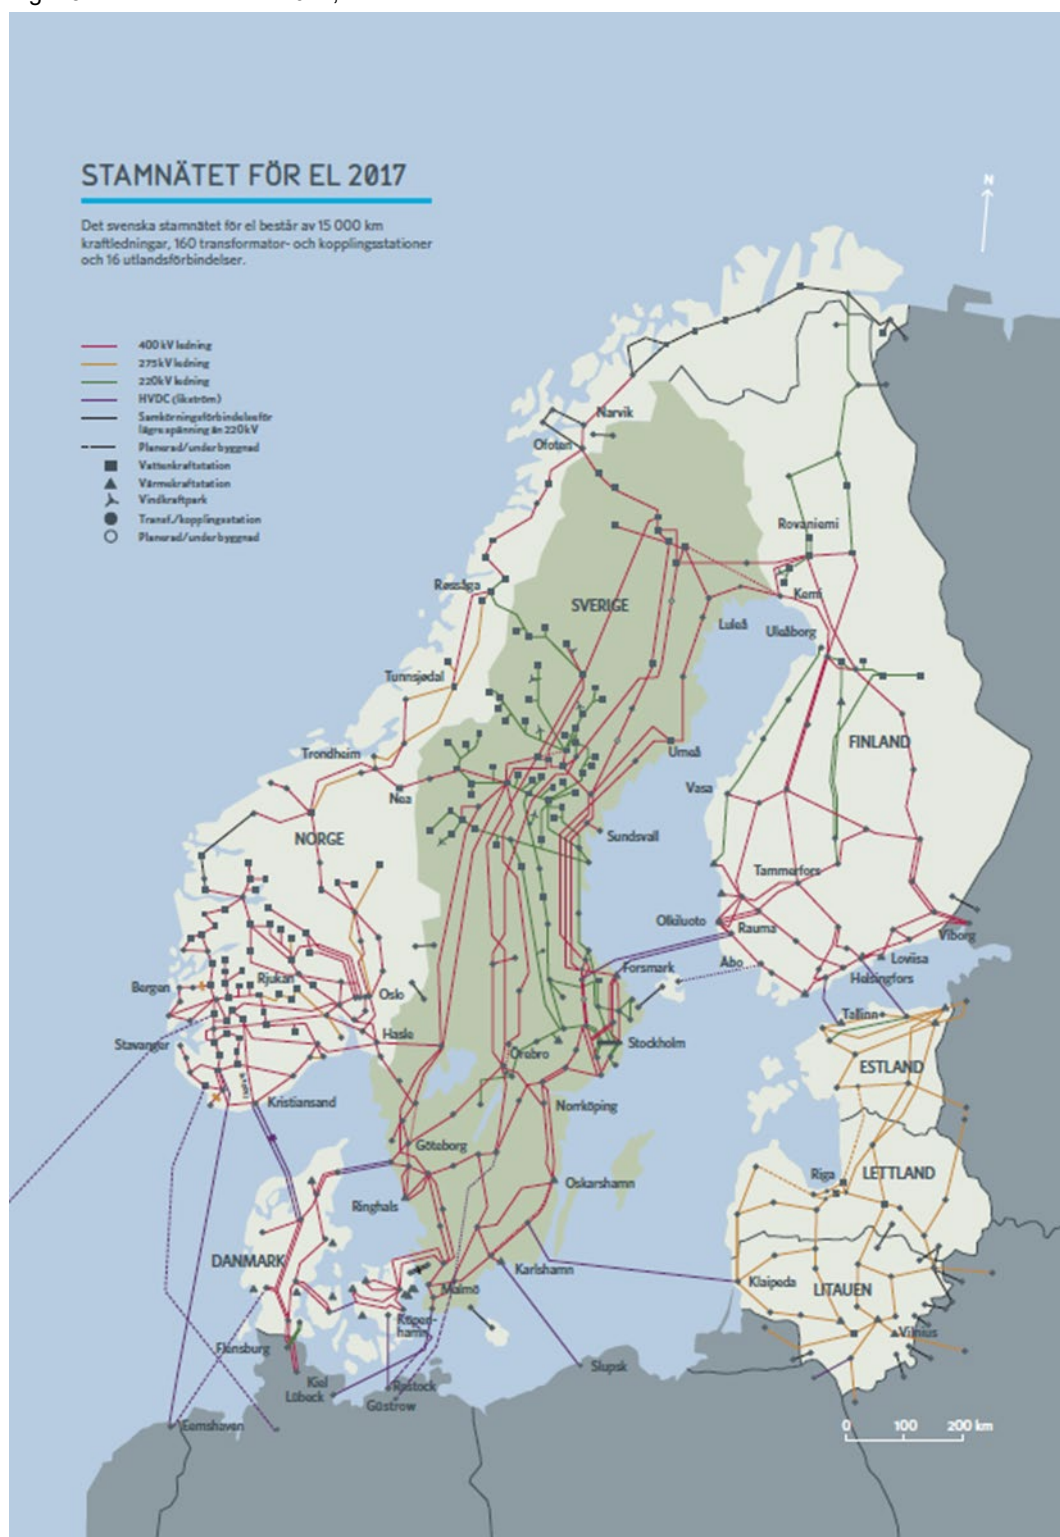 STAMNÄTET FÖR EL 2017
Det svenska stamnätet för el består av 15 000 km
kraftledningar, 160 transformator- och kopplingsstationer
och 16 utlandsförbindelser.
N
400 kV ledning
275 kV ledning
220 kV ledning
HVDC (likström)
Samkörningsförbindelse för
lägre spänning än 220 kV
Planerad/under byggnad
Vattenkraftstation
Värmekraftstation
Vindkraftpark
Transf./kopplingsstation
Planerad/under byggnad
Narvik
Ofoten
Rovaniemi
Røssåga
SVERIGE
Kemi
Luleå
Uleåborg
Tunnsjødal
FINLAND
Trondheim
Umeå
Nea
Vasa
NORGE
Sundsvall
Tammerfors
Olkiluoto
Rauma
Viborg
Forsmark
Åbo
Loviisa
Bergen
Rjukan
Oslo
Helsingfors
Tallinn
Stavanger
Hasle
Örebro
Stockholm
ESTLAND
Kristiansand
Norrköping
Göteborg
Riga
LETTLAND
Oskarshamn
Ringhals
DANMARK
Karlshamn
Klaipeda
LITAUEN
Malmö
Köpen-
hamn
Vilnius
Flensburg
Slupsk
Kiel
Lübeck
Rostock
Güstrow
Eemshaven
0 100 200 km